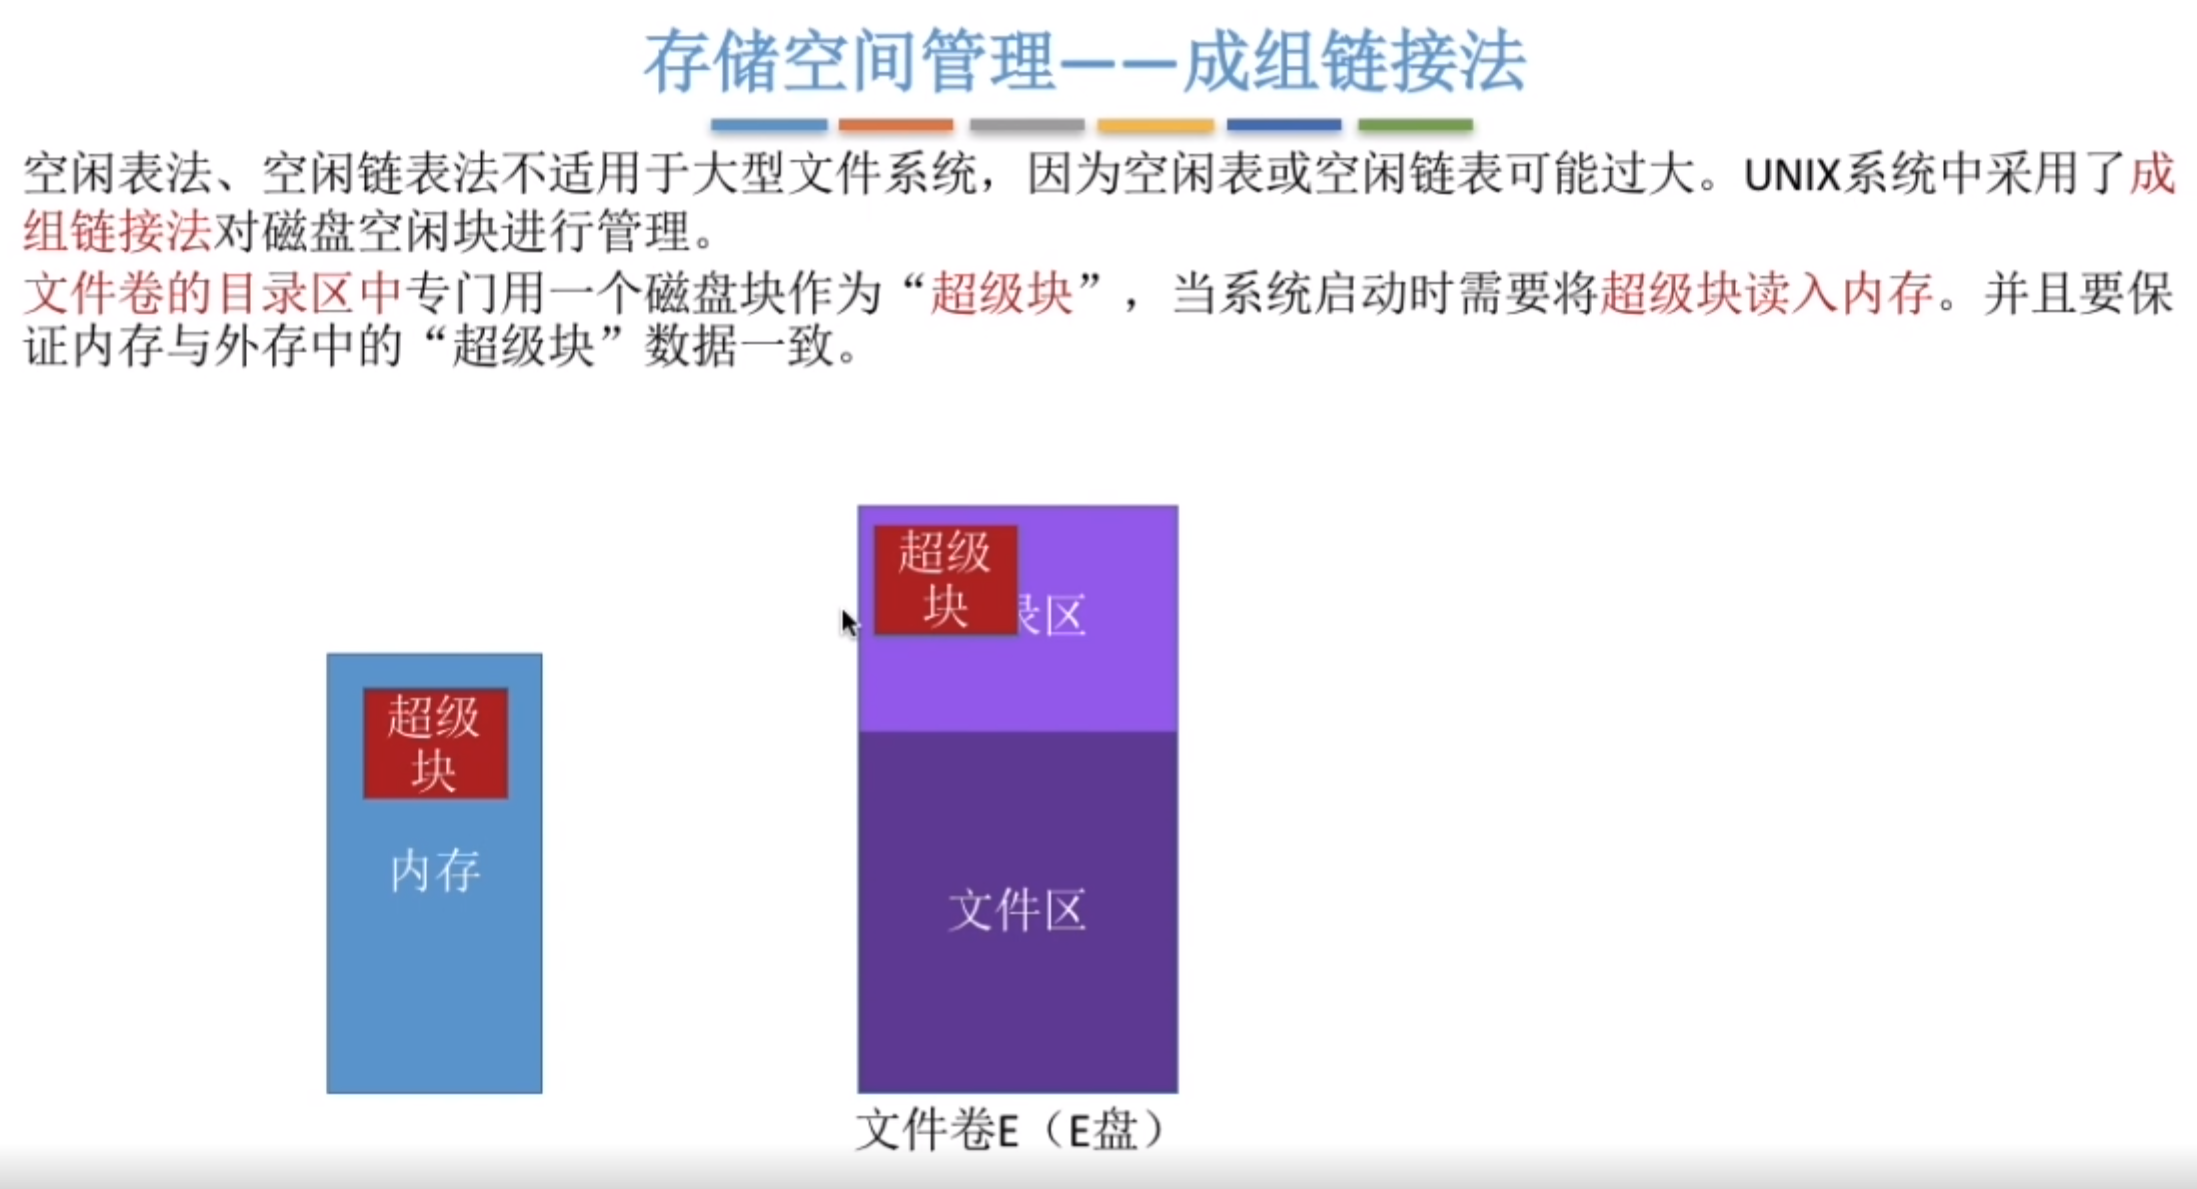 存储空间管理——成组链接法
空闲表法、空闲链表法不适用于大型文件系统，因为空闲表或空闲链表可能过大。UNIX系统中采用了成
组链接法对磁盘空闲块进行管理。
文件卷的目录区中专门用一个磁盘块作为“超级块”，当系统启动时需要将超级块读入内存。并且要保
证内存与外存中的“超级块”数据一致。
超级
块
录区
超级
块
内存
文件区
文件卷E（E盘）